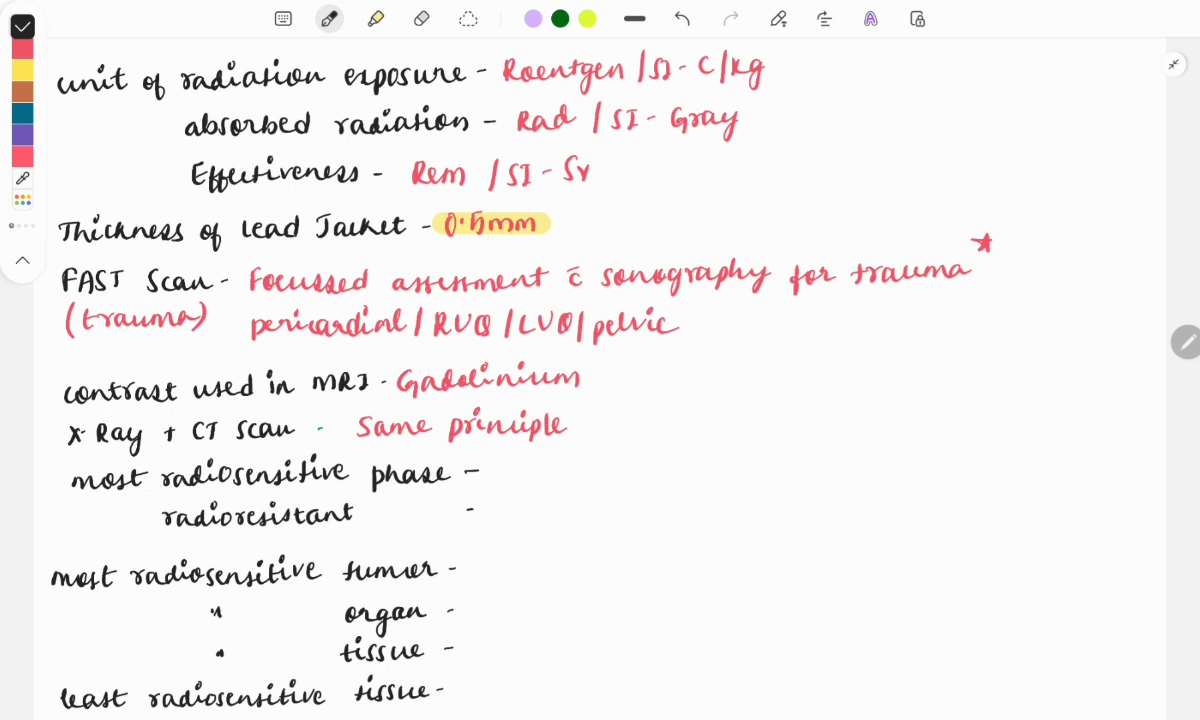 unit of radiation exposure - Roentgen / SI - C/kg
absorbed radiation - Rad / SI - Gray
Effectiveness - Rem / SI - Sv
Thickness of Lead Jacket - 0.5mm
FAST Scan - Focussed assessment c̄ sonography for trauma
(trauma) pericardial / RUQ / LUQ / pelvic
contrast used in MRI - Gadolinium
X-Ray + CT scan - Same principle
most radiosensitive phase -
radioresistant -
most radiosensitive tumor -
" organ -
" tissue -
least radiosensitive tissue -